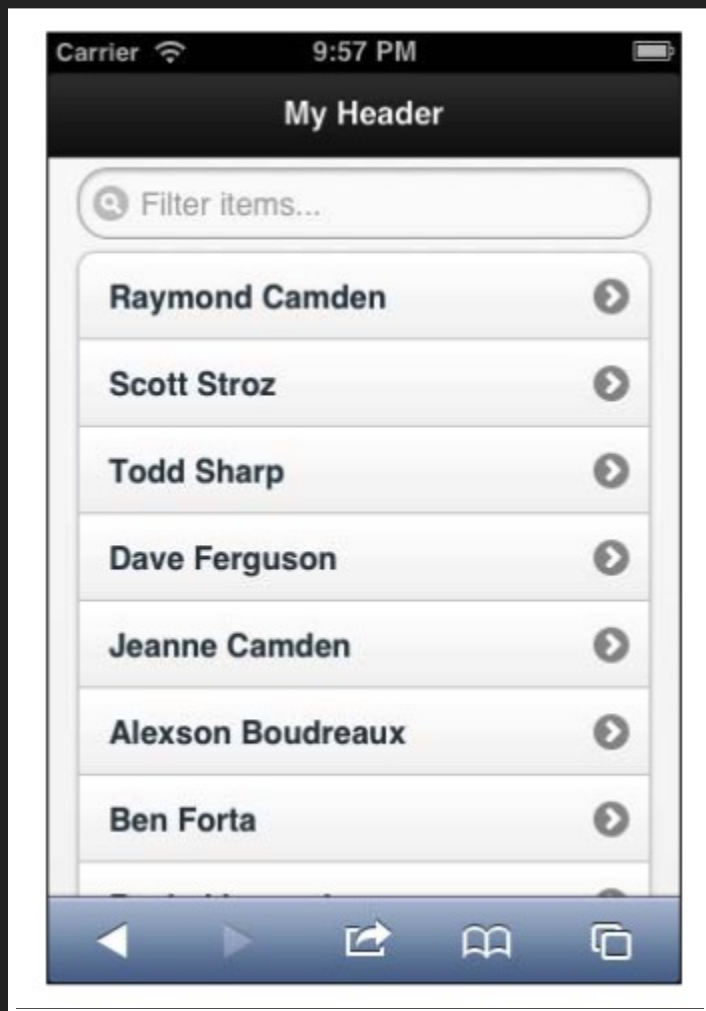 Carrier 9:57 PM
My Header
Filter items...
Raymond Camden
Scott Stroz
Todd Sharp
Dave Ferguson
Jeanne Camden
Alexson Boudreaux
Ben Forta